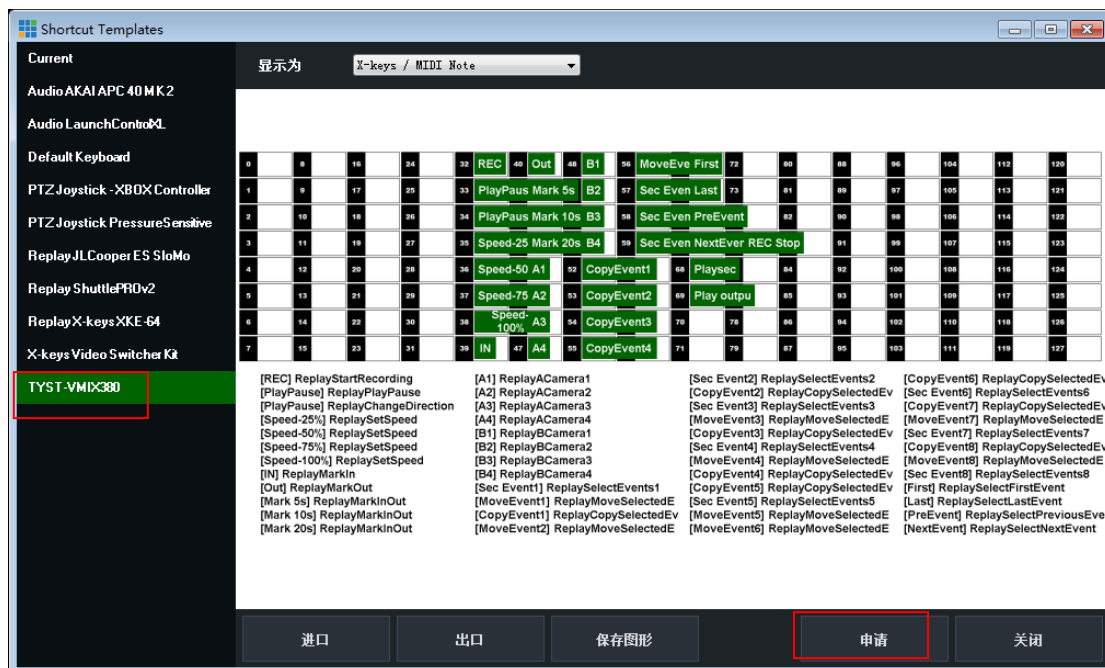 Shortcut Templates
Current
Audio AKAI APC 40 MK2
Audio LaunchControlXL
Default Keyboard
PTZ Joystick - XBOX Controller
PTZ Joystick PressureSensitive
Replay JLCooper ES SloMo
Replay ShuttlePROv2
Replay X-keys XKE-64
X-keys Video Switcher Kit
TYST-VMIX380
显示为 X-keys / MIDI Note
0 8 16 24 32 REC 40 Out 48 B1 56 MoveEve First 72 80 88 96 104 112 120
1 9 17 25 33 PlayPaus Mark 5s B2 57 Sec Even Last 73 81 89 97 105 113 121
2 10 18 26 34 PlayPaus Mark 10s B3 58 Sec Even PreEvent 82 90 98 106 114 122
3 11 19 27 35 Speed-25 Mark 20s B4 59 Sec Even NextEver REC Stop 91 99 107 115 123
4 12 20 28 36 Speed-50 A1 52 CopyEvent1 68 Playsec 84 92 100 108 116 124
5 13 21 29 37 Speed-75 A2 53 CopyEvent2 69 Play outpu 85 93 101 109 117 125
6 14 22 30 38 Speed-100% A3 54 CopyEvent3 70 78 86 94 102 110 118 126
7 15 23 31 39 IN 47 A4 55 CopyEvent4 71 79 87 95 103 111 119 127
[REC] ReplayStartRecording
[PlayPause] ReplayPlayPause
[PlayPause] ReplayChangeDirection
[Speed-25%] ReplaySetSpeed
[Speed-50%] ReplaySetSpeed
[Speed-75%] ReplaySetSpeed
[Speed-100%] ReplaySetSpeed
[IN] ReplayMarkIn
[Out] ReplayMarkOut
[Mark 5s] ReplayMarkInOut
[Mark 10s] ReplayMarkInOut
[Mark 20s] ReplayMarkInOut
[A1] ReplayACamera1
[A2] ReplayACamera2
[A3] ReplayACamera3
[A4] ReplayACamera4
[B1] ReplayBCamera1
[B2] ReplayBCamera2
[B3] ReplayBCamera3
[B4] ReplayBCamera4
[Sec Event1] ReplaySelectEvents1
[MoveEvent1] ReplayMoveSelectedE
[CopyEvent1] ReplayCopySelectedEv
[MoveEvent2] ReplayMoveSelectedE
[Sec Event2] ReplaySelectEvents2
[CopyEvent2] ReplayCopySelectedEv
[Sec Event3] ReplaySelectEvents3
[MoveEvent3] ReplayMoveSelectedE
[CopyEvent3] ReplayCopySelectedEv
[Sec Event4] ReplaySelectEvents4
[MoveEvent4] ReplayMoveSelectedE
[CopyEvent4] ReplayCopySelectedEv
[CopyEvent5] ReplayCopySelectedEv
[Sec Event5] ReplaySelectEvents5
[MoveEvent5] ReplayMoveSelectedE
[MoveEvent6] ReplayMoveSelectedE
[CopyEvent6] ReplayCopySelectedEv
[Sec Event6] ReplaySelectEvents6
[CopyEvent7] ReplayCopySelectedEv
[MoveEvent7] ReplayMoveSelectedE
[Sec Event7] ReplaySelectEvents7
[CopyEvent8] ReplayCopySelectedEv
[MoveEvent8] ReplayMoveSelectedE
[Sec Event8] ReplaySelectEvents8
[First] ReplaySelectFirstEvent
[Last] ReplaySelectLastEvent
[PreEvent] ReplaySelectPreviousEve
[NextEvent] ReplaySelectNextEvent
进口 出口 保存图形 申请 关闭